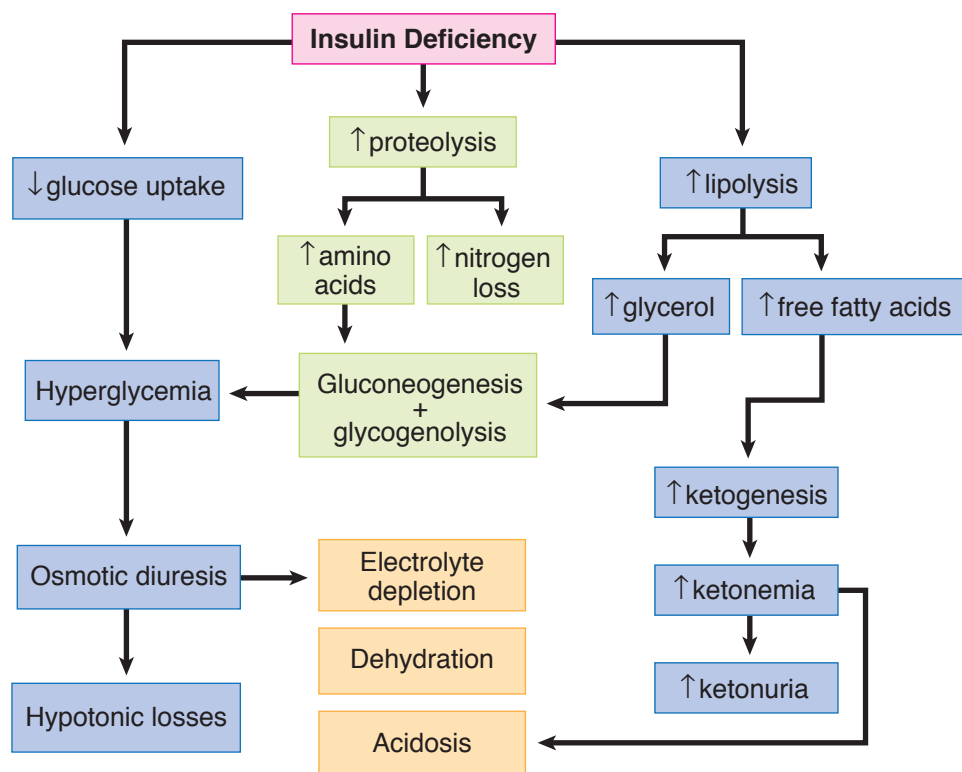 Insulin Deficiency
↑proteolysis
↓glucose uptake
↑lipolysis
↑amino
acids
↑nitrogen
loss
↑glycerol
↑free fatty acids
Hyperglycemia
Gluconeogenesis
+
glycogenolysis
↑ketogenesis
Osmotic diuresis
Electrolyte
depletion
↑ketonemia
Dehydration
↑ketonuria
Hypotonic losses
Acidosis